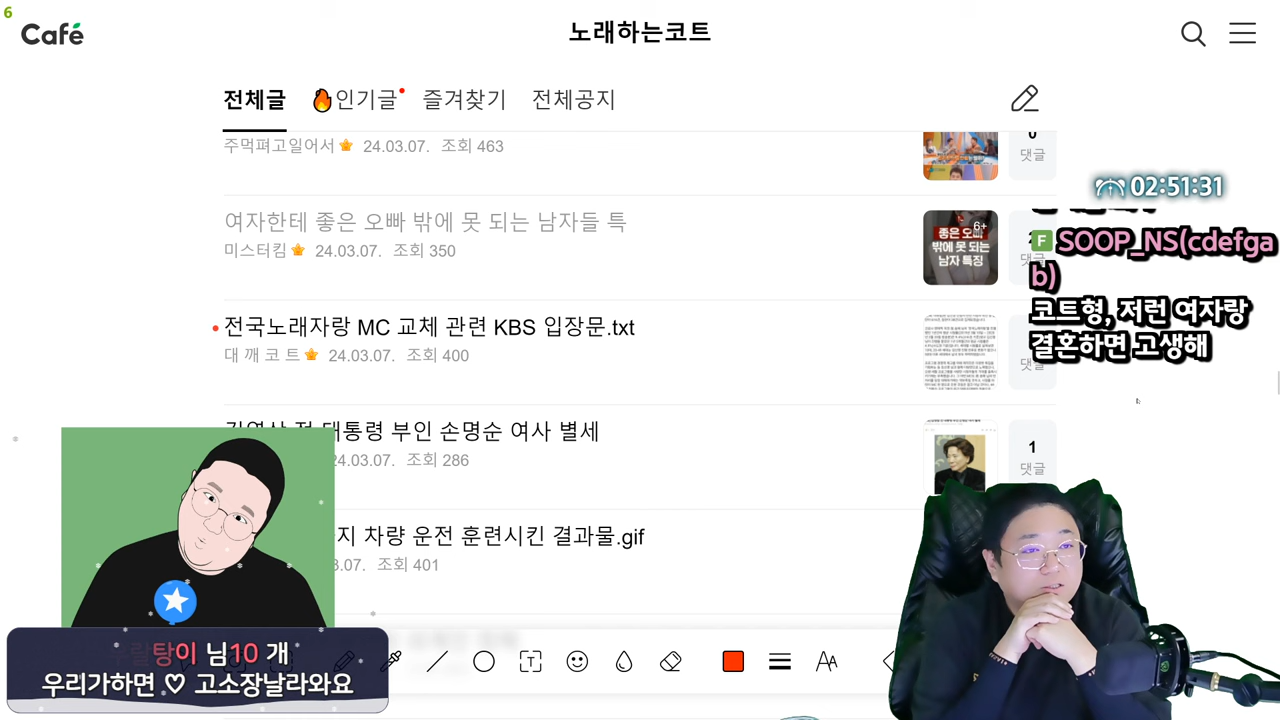 6
Café
노래하는코트
전체글 🔥인기글 즐겨찾기 전체공지
주먹펴고일어서 24.03.07. 조회 463
0
댓글
02:51:31
여자한테 좋은 오빠 밖에 못 되는 남자들 특
미스터킴 24.03.07. 조회 350
6+
좋은 오빠
밖에 못 되는
남자 특징
F SOOP_NS(cdefga
b)
코트형, 저런 여자랑
결혼하면 고생해
전국노래자랑 MC 교체 관련 KBS 입장문.txt
대 깨 코 트 24.03.07. 조회 400
대통령 부인 손명순 여사 별세
24.03.07. 조회 286
1
댓글
지 차량 운전 훈련시킨 결과물.gif
3.07. 조회 401
탕이 님10 개
우리가하면 ♡ 고소장날라와요
T
AA